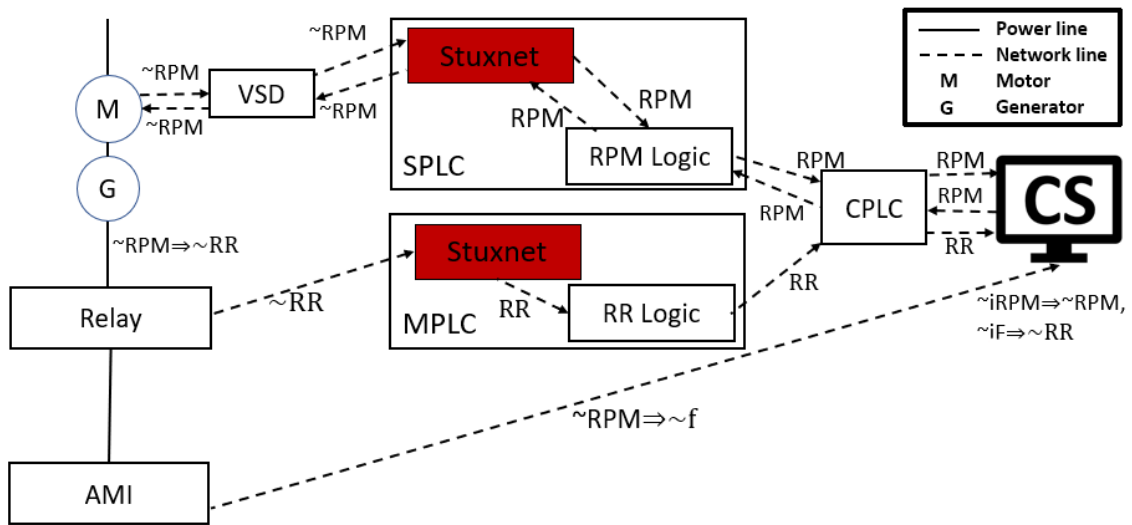 Power line
Network line
M Motor
G Generator
~RPM
Stuxnet
~RPM
VSD
~RPM
RPM
M
~RPM
RPM
RPM Logic
SPLC
RPM
RPM
G
CPLC
RPM
CS
RPM
RR
~RPM⇒~RR
Stuxnet
~RR
RR
RR
Relay
MPLC
RR Logic
~iRPM⇒~RPM,
~iF⇒~RR
~RPM⇒~f
AMI